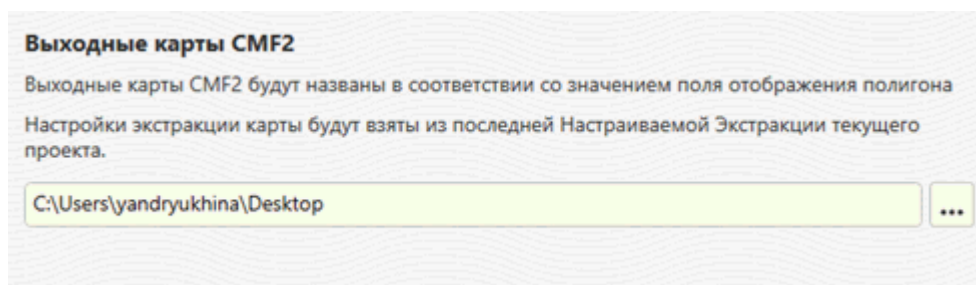 Выходные карты CMF2
Выходные карты CMF2 будут названы в соответствии со значением поля отображения полигона
Настройки экстракции карты будут взяты из последней Настраиваемой Экстракции текущего
проекта.
C:\Users\yandryukhina\Desktop
...